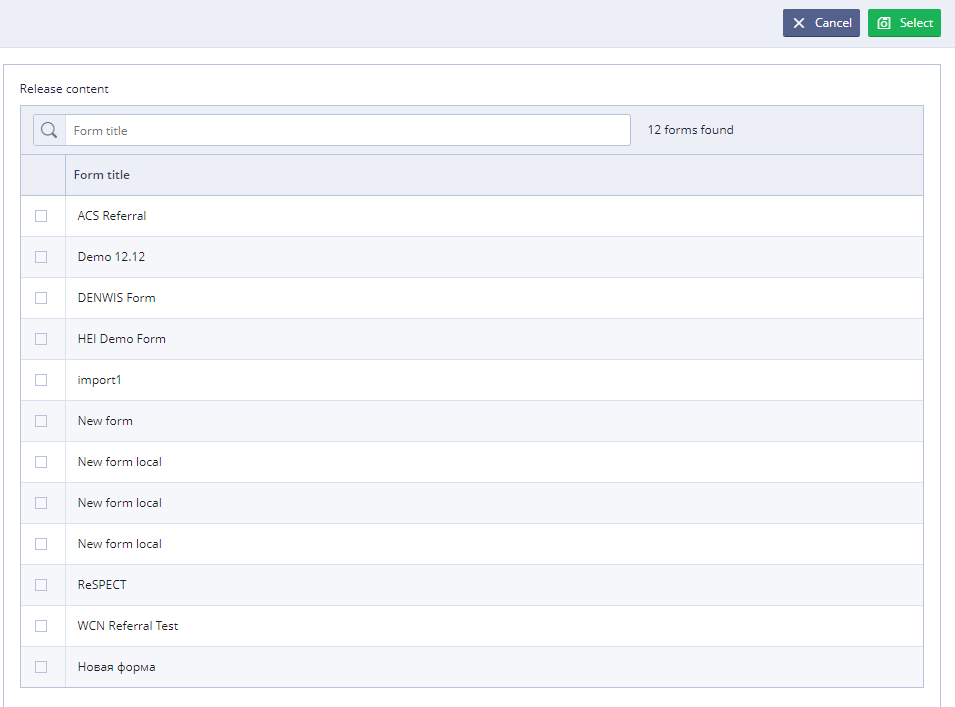 Cancel
Select
Release content
Form title
12 forms found
Form title
ACS Referral
Demo 12.12
DENWIS Form
HEI Demo Form
import1
New form
New form local
New form local
New form local
ReSPECT
WCN Referral Test
Новая форма